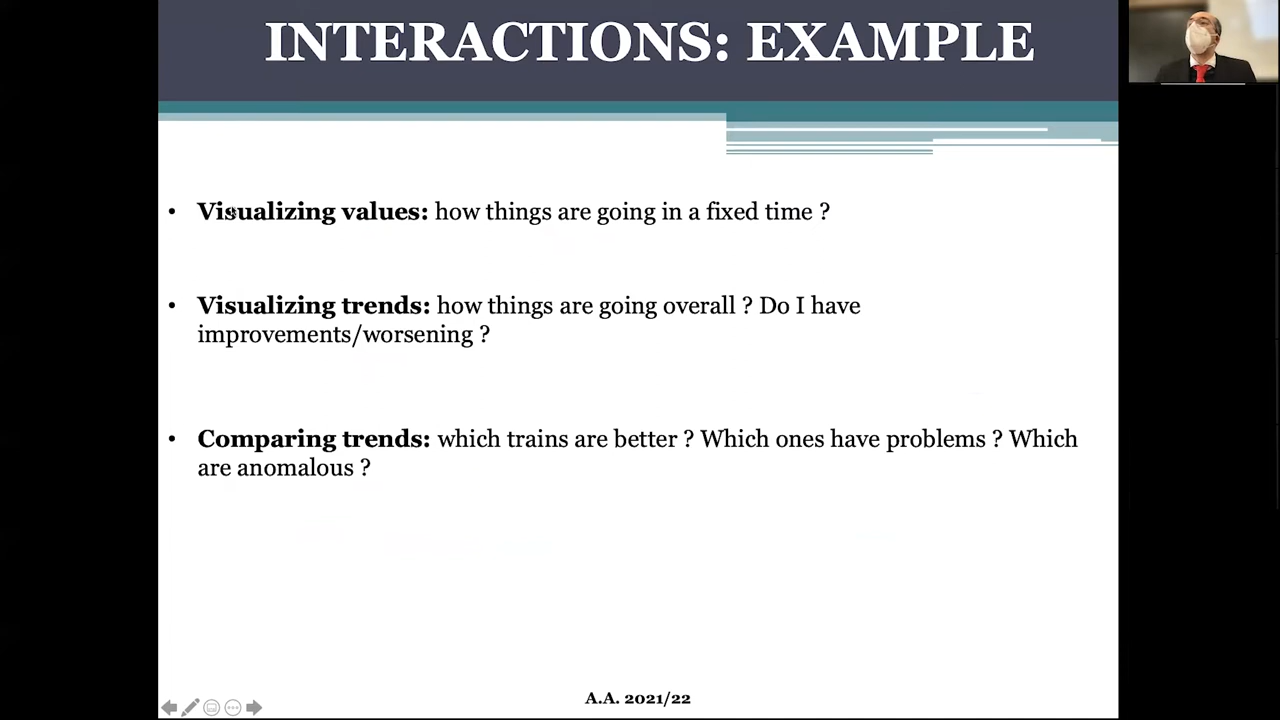 INTERACTIONS: EXAMPLE
• Visualizing values: how things are going in a fixed time ?
• Visualizing trends: how things are going overall ? Do I have
improvements/worsening ?
• Comparing trends: which trains are better ? Which ones have problems ? Which
are anomalous ?
A.A. 2021/22